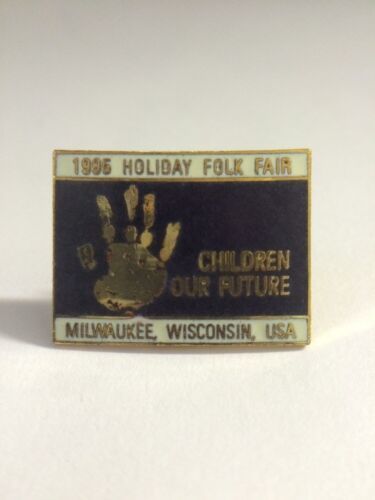 1995 HOLIDAY FOLK FAIR
CHILDREN
OUR FUTURE
MILWAUKEE, WISCONSIN, USA